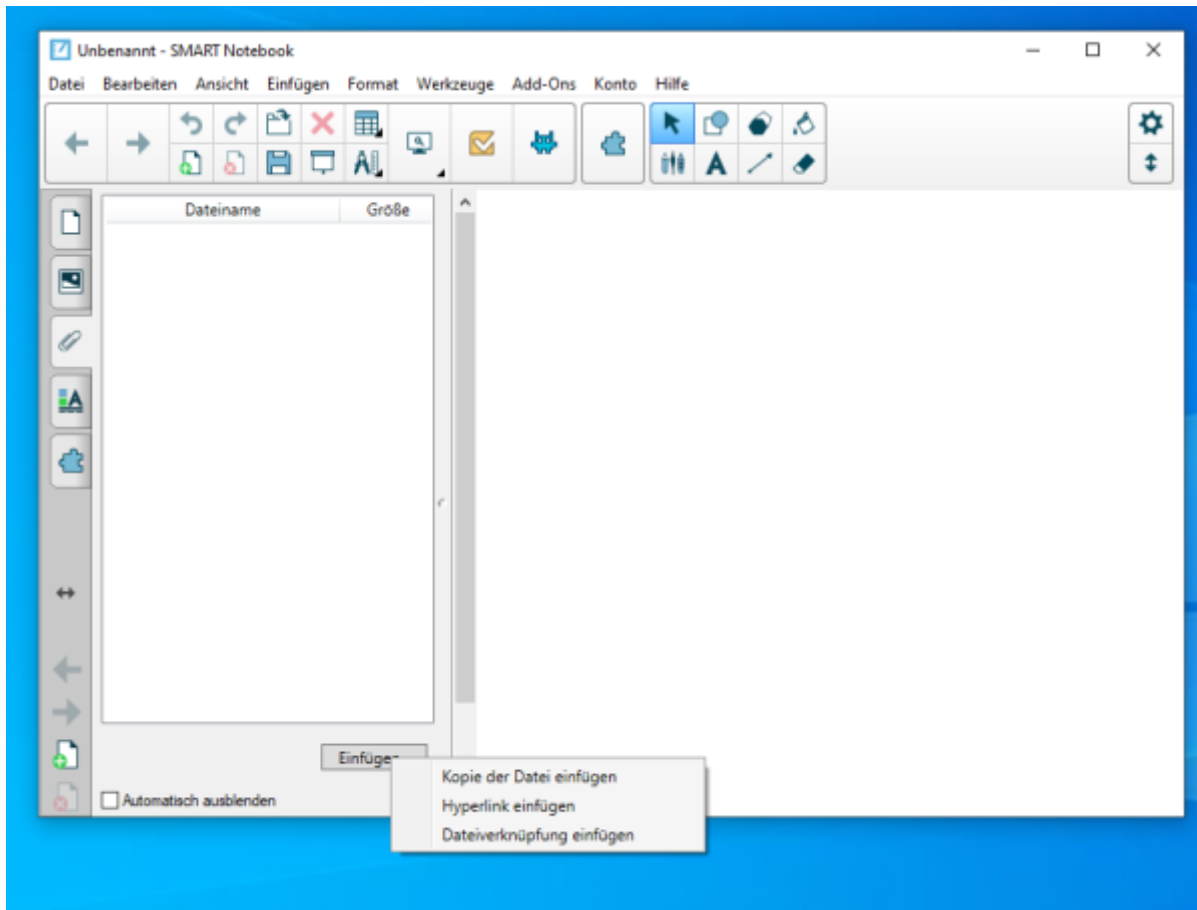 Unbenannt - SMART Notebook
Datei Bearbeiten Ansicht Einfügen Format Werkzeuge Add-Ons Konto Hilfe
Dateiname Größe
Einfügen
Kopie der Datei einfügen
Automatisch ausblenden
Hyperlink einfügen
Dateiverknüpfung einfügen